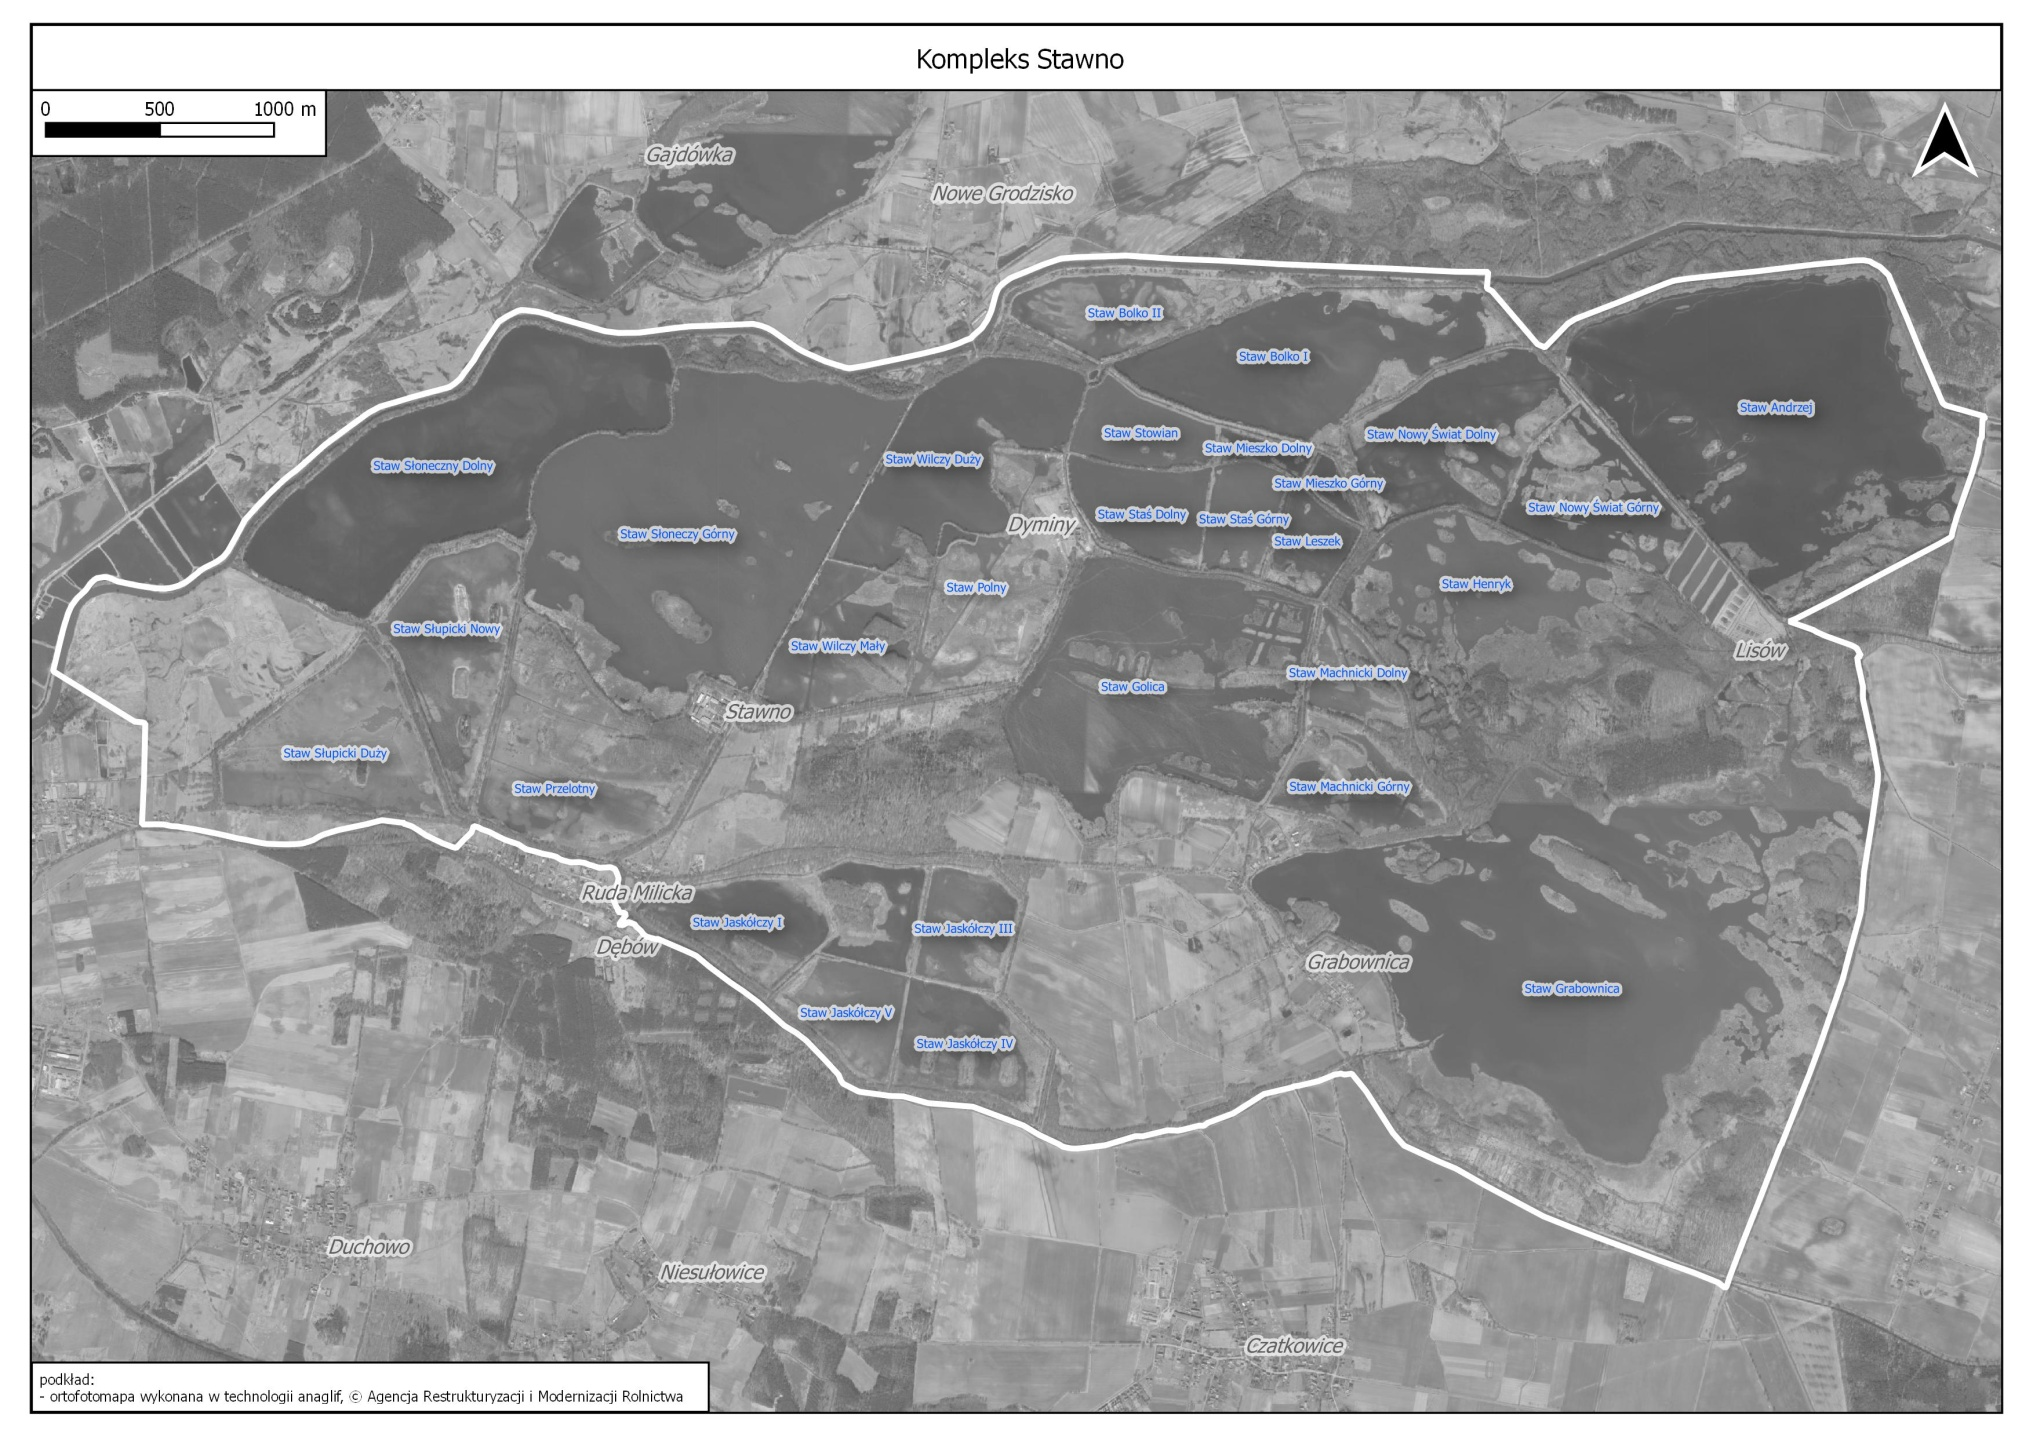 Kompleks Stawno
0 500 1000 m
Gajdówka
Nowe Grodzisko
Staw Bolko II
Staw Bolko I
Staw Andrzej
Staw Stowian
Staw Nowy Świat Dolny
Staw Mieszko Dolny
Staw Wilczy Duży
Staw Słoneczny Dolny
Staw Mieszko Górny
Staw Nowy Świat Górny
Staw Staś Dolny
Staw Staś Górny
Dyminy
Staw Słoneczy Górny
Staw Leszek
Staw Henryk
Staw Polny
Staw Słupicki Nowy
Staw Wilczy Mały
Lisów
Staw Machnicki Dolny
Staw Golica
Stawno
Staw Słupicki Duży
Staw Przelotny
Staw Machnicki Górny
Ruda Milicka
Staw Jaskółczy I
Staw Jaskółczy III
Dębów
Grabownica
Staw Grabownica
Staw Jaskółczy V
Staw Jaskółczy IV
Duchowo
Niesułowice
Czatkowice
podkład:
- ortofotomapa wykonana w technologii anaglif, © Agencja Restrukturyzacji i Modernizacji Rolnictwa